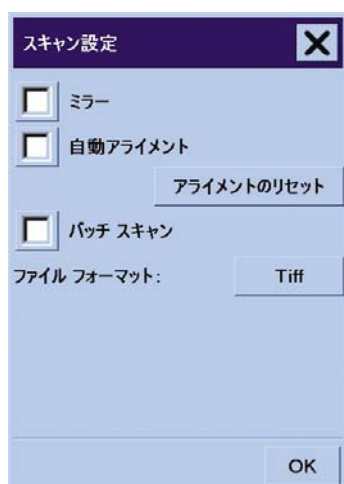 スキャン設定
ミラー
自動アライメント
アライメントのリセット
バッチ スキャン
ファイル フォーマット: Tiff
OK